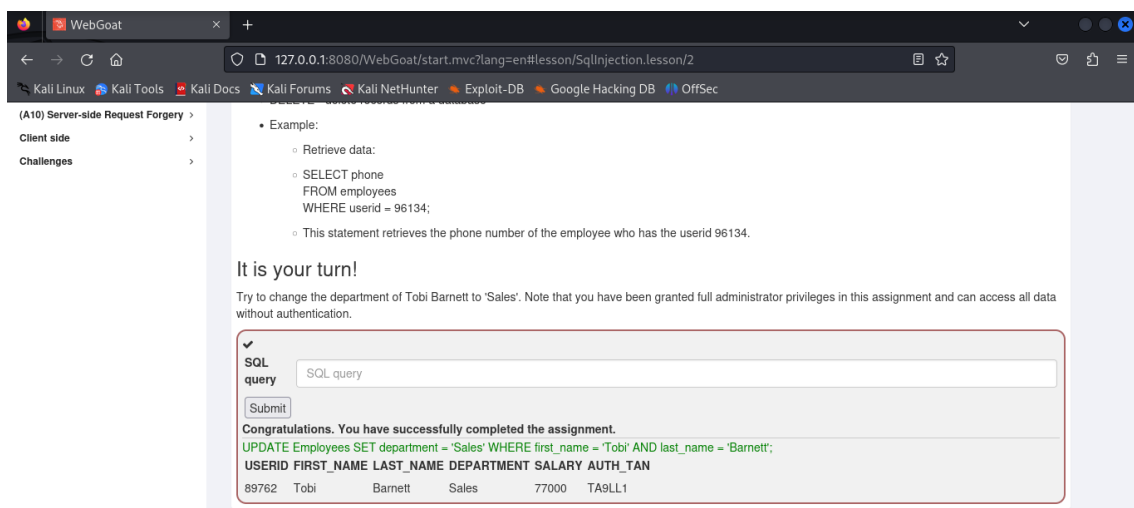 WebGoat
127.0.0.1:8080/WebGoat/start.mvc?lang=en#lesson/SqlInjection.lesson/2
Kali Linux Kali Tools Kali Docs Kali Forums Kali NetHunter Exploit-DB Google Hacking DB OffSec
(A10) Server-side Request Forgery
Client side
Challenges
DELETE - delete records from a database
Example:
Retrieve data:
SELECT phone
FROM employees
WHERE userid = 96134;
This statement retrieves the phone number of the employee who has the userid 96134.
It is your turn!
Try to change the department of Tobi Barnett to 'Sales'. Note that you have been granted full administrator privileges in this assignment and can access all data
without authentication.
SQL
query
SQL query
Submit
Congratulations. You have successfully completed the assignment.
UPDATE Employees SET department = 'Sales' WHERE first_name = 'Tobi' AND last_name = 'Barnett';
USERID FIRST_NAME LAST_NAME DEPARTMENT SALARY AUTH_TAN
89762 Tobi Barnett Sales 77000 TA9LL1